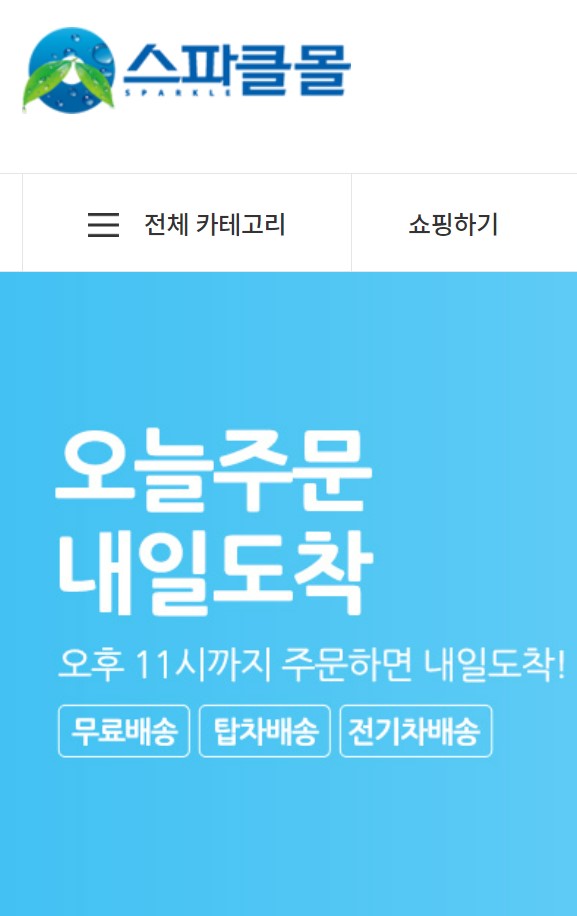 스파클몰
SPARKLE
전체 카테고리 쇼핑하기
오늘주문
내일도착
오후 11시까지 주문하면 내일도착!
무료배송 탑차배송 전기차배송